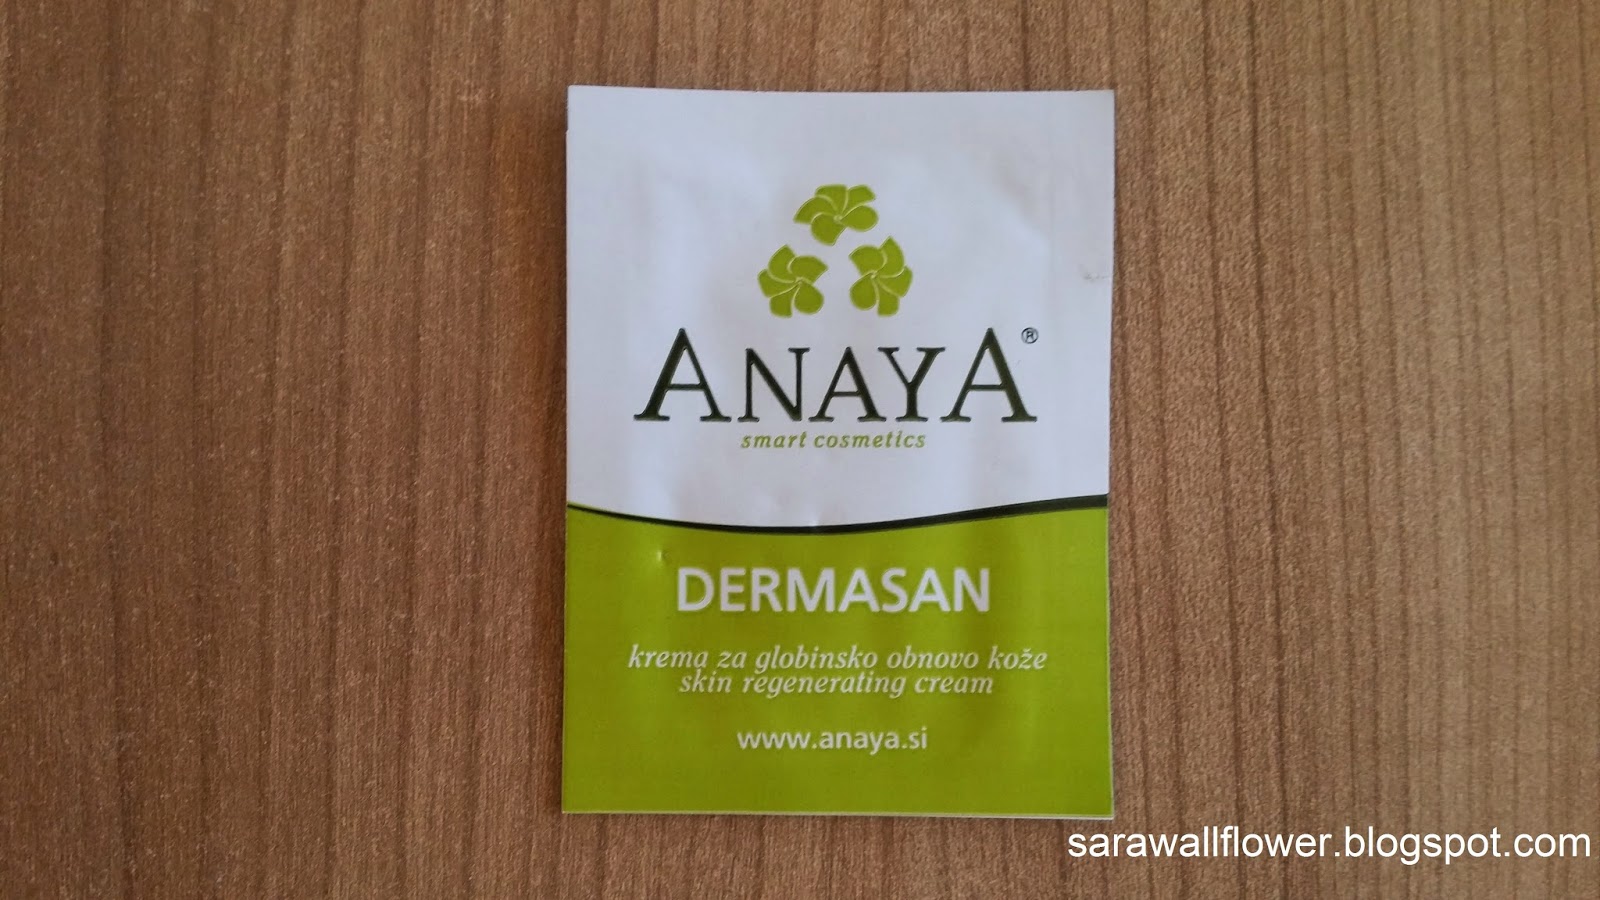 ANAYA®
smart cosmetics
DERMASAN
krema za globinsko obnovo kože
skin regenerating cream
www.anaya.si
sarawallflower.blogspot.com